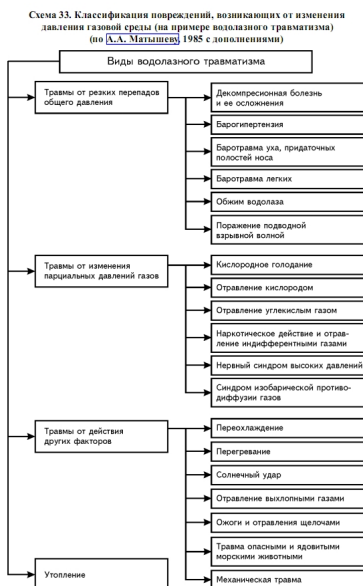 Схема 33. Классификация повреждений, возникающих от изменения
давления газовой среды (на примере водолазного травматизма)
(по А.А. Матышеву, 1985 с дополнениями)
Виды водолазного травматизма
Травмы от резких перепадов
общего давления
Декомпресионная болезнь
и ее осложнения
Барогипертензия
Баротравма уха, придаточных
полостей носа
Баротравма легких
Обжим водолаза
Поражение подводной
взрывной волной
Травмы от изменения
парциальных давлений газов
Кислородное голодание
Отравление кислородом
Отравление углекислым газом
Наркотическое действие и отрав-
ление индифферентными газами
Нервный синдром высоких давлений
Синдром изобарической противо-
диффузии газов
Травмы от действия
других факторов
Переохлаждение
Перегревание
Солнечный удар
Отравление выхлопными газами
Ожоги и отравления щелочами
Травма опасными и ядовитыми
морскими животными
Механическая травма
Утопление